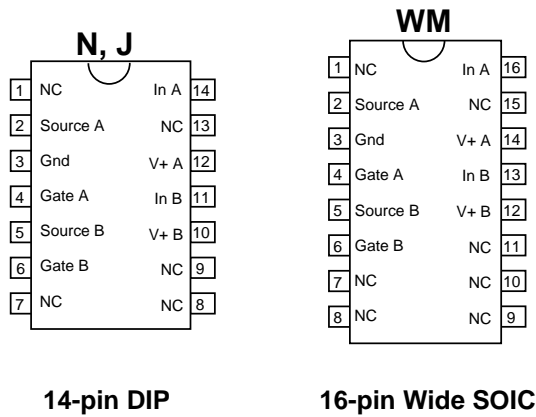 N, J
1 NC In A 14
2 Source A NC 13
3 Gnd V+ A 12
4 Gate A In B 11
5 Source B V+ B 10
6 Gate B NC 9
7 NC NC 8
14-pin DIP
WM
1 NC In A 16
2 Source A NC 15
3 Gnd V+ A 14
4 Gate A In B 13
5 Source B V+ B 12
6 Gate B NC 11
7 NC NC 10
8 NC NC 9
16-pin Wide SOIC